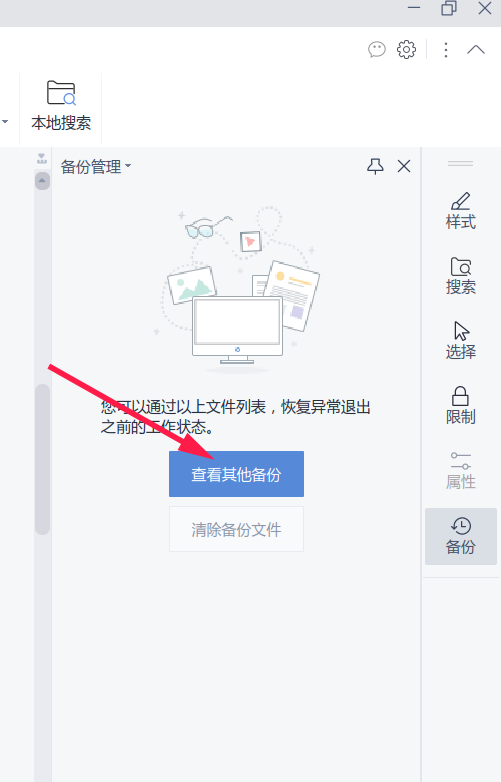 本地搜索
备份管理
您可以通过以上文件列表，恢复异常退出
之前的工作状态。
查看其他备份
清除备份文件
样式
搜索
选择
限制
属性
备份